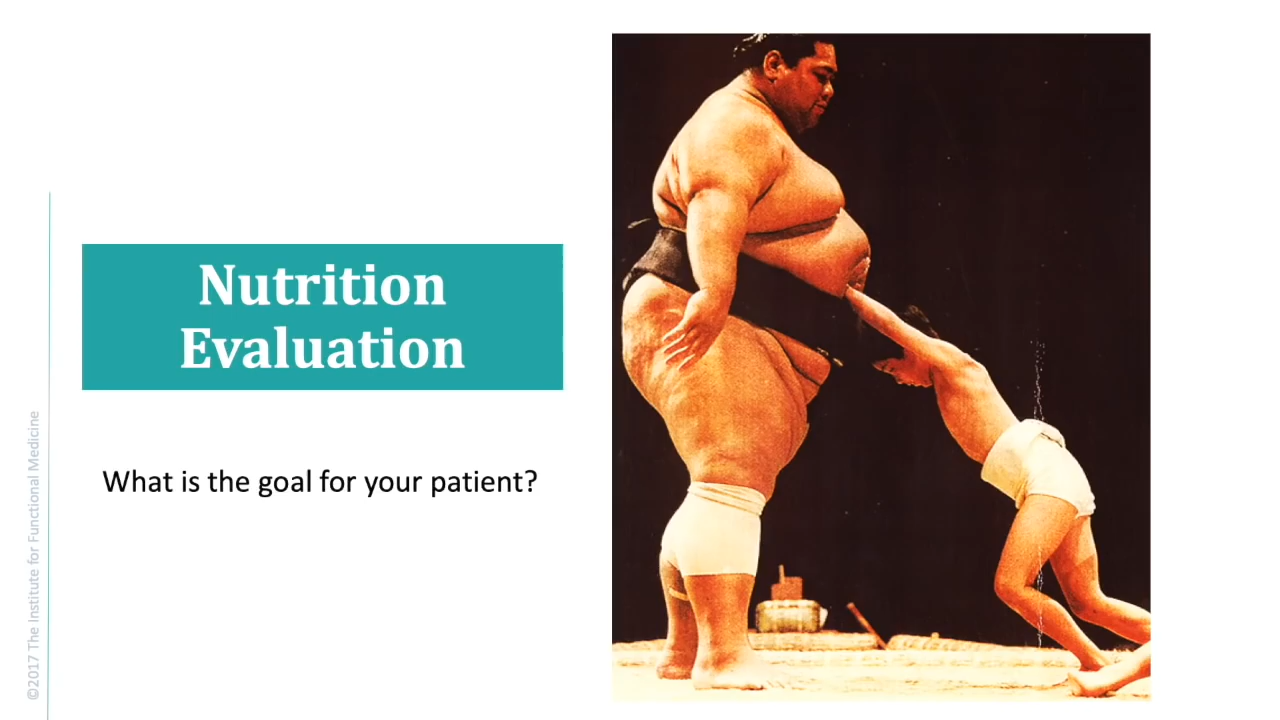 Nutrition
Evaluation
What is the goal for your patient?
©2017 The Institute for Functional Medicine